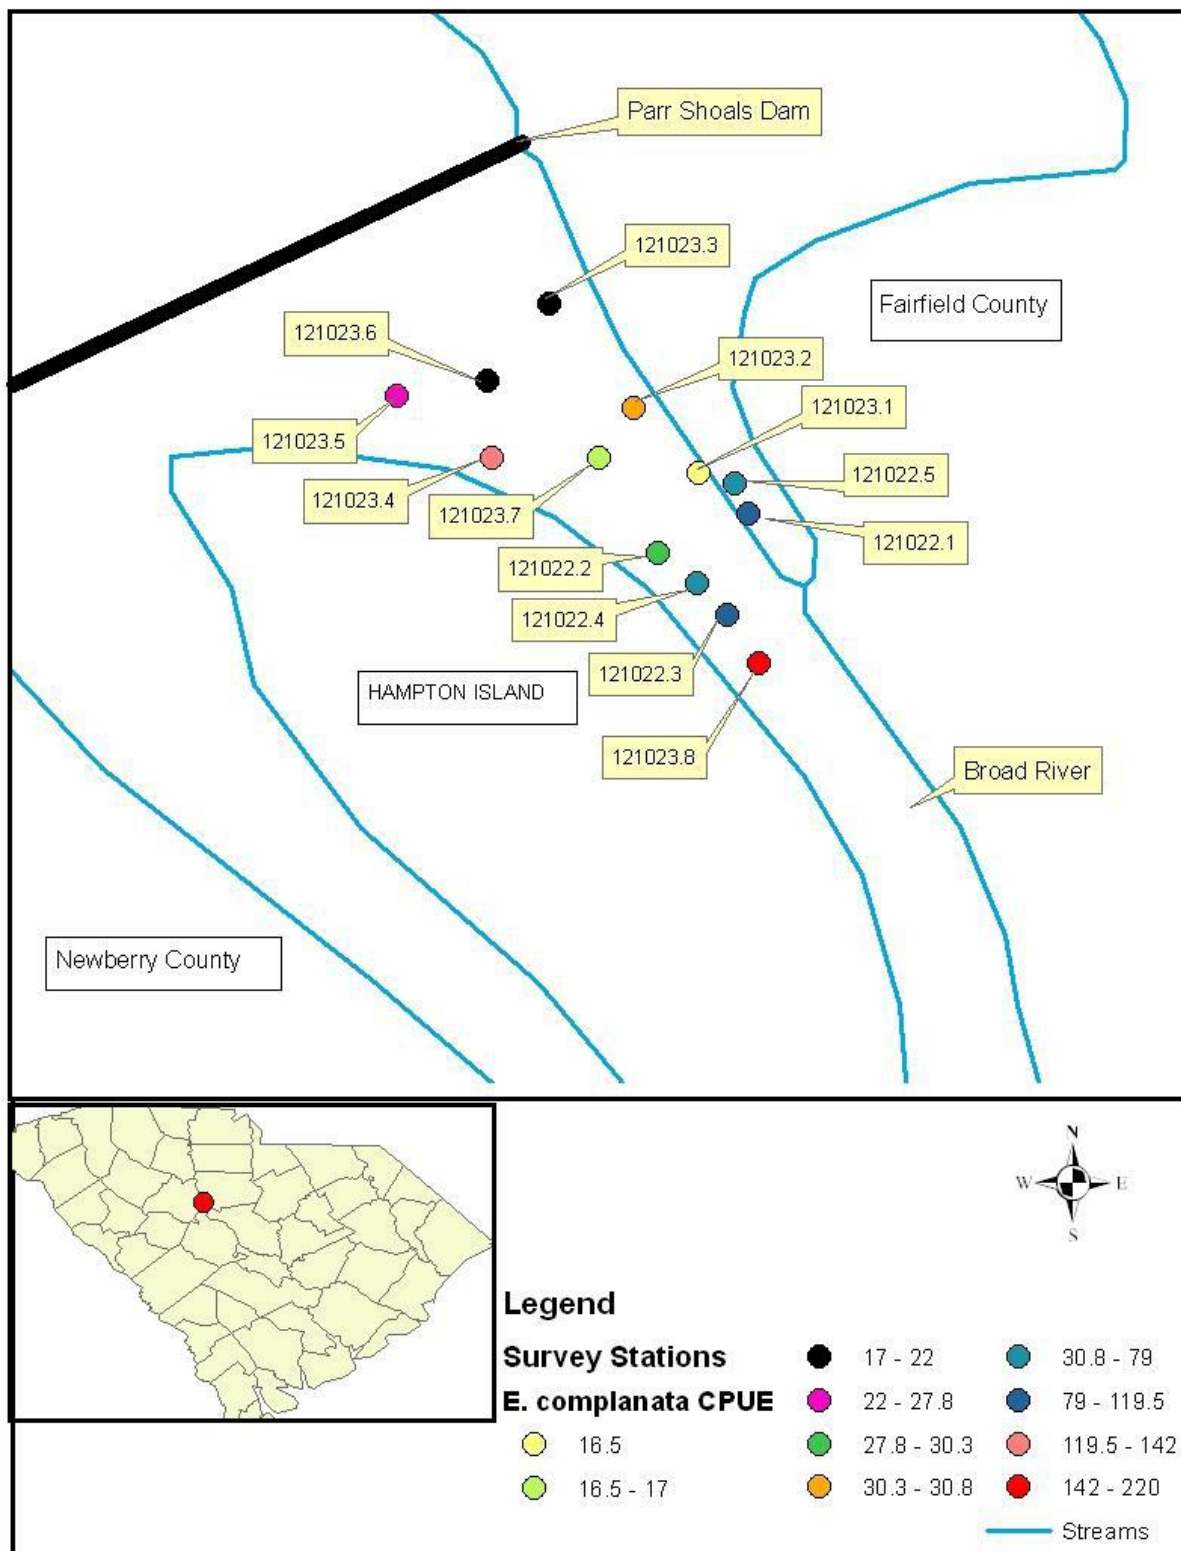 Parr Shoals Dam
121023.3
Fairfield County
121023.6
121023.2
121023.1
121023.5
121022.5
121023.4
121023.7
121022.1
121022.2
121022.4
121022.3
HAMPTON ISLAND
121023.8
Broad River
Newberry County
N
W E
S
Legend
Survey Stations
E. complanata CPUE
16.5
16.5 - 17
17 - 22
22 - 27.8
27.8 - 30.3
30.3 - 30.8
30.8 - 79
79 - 119.5
119.5 - 142
142 - 220
Streams